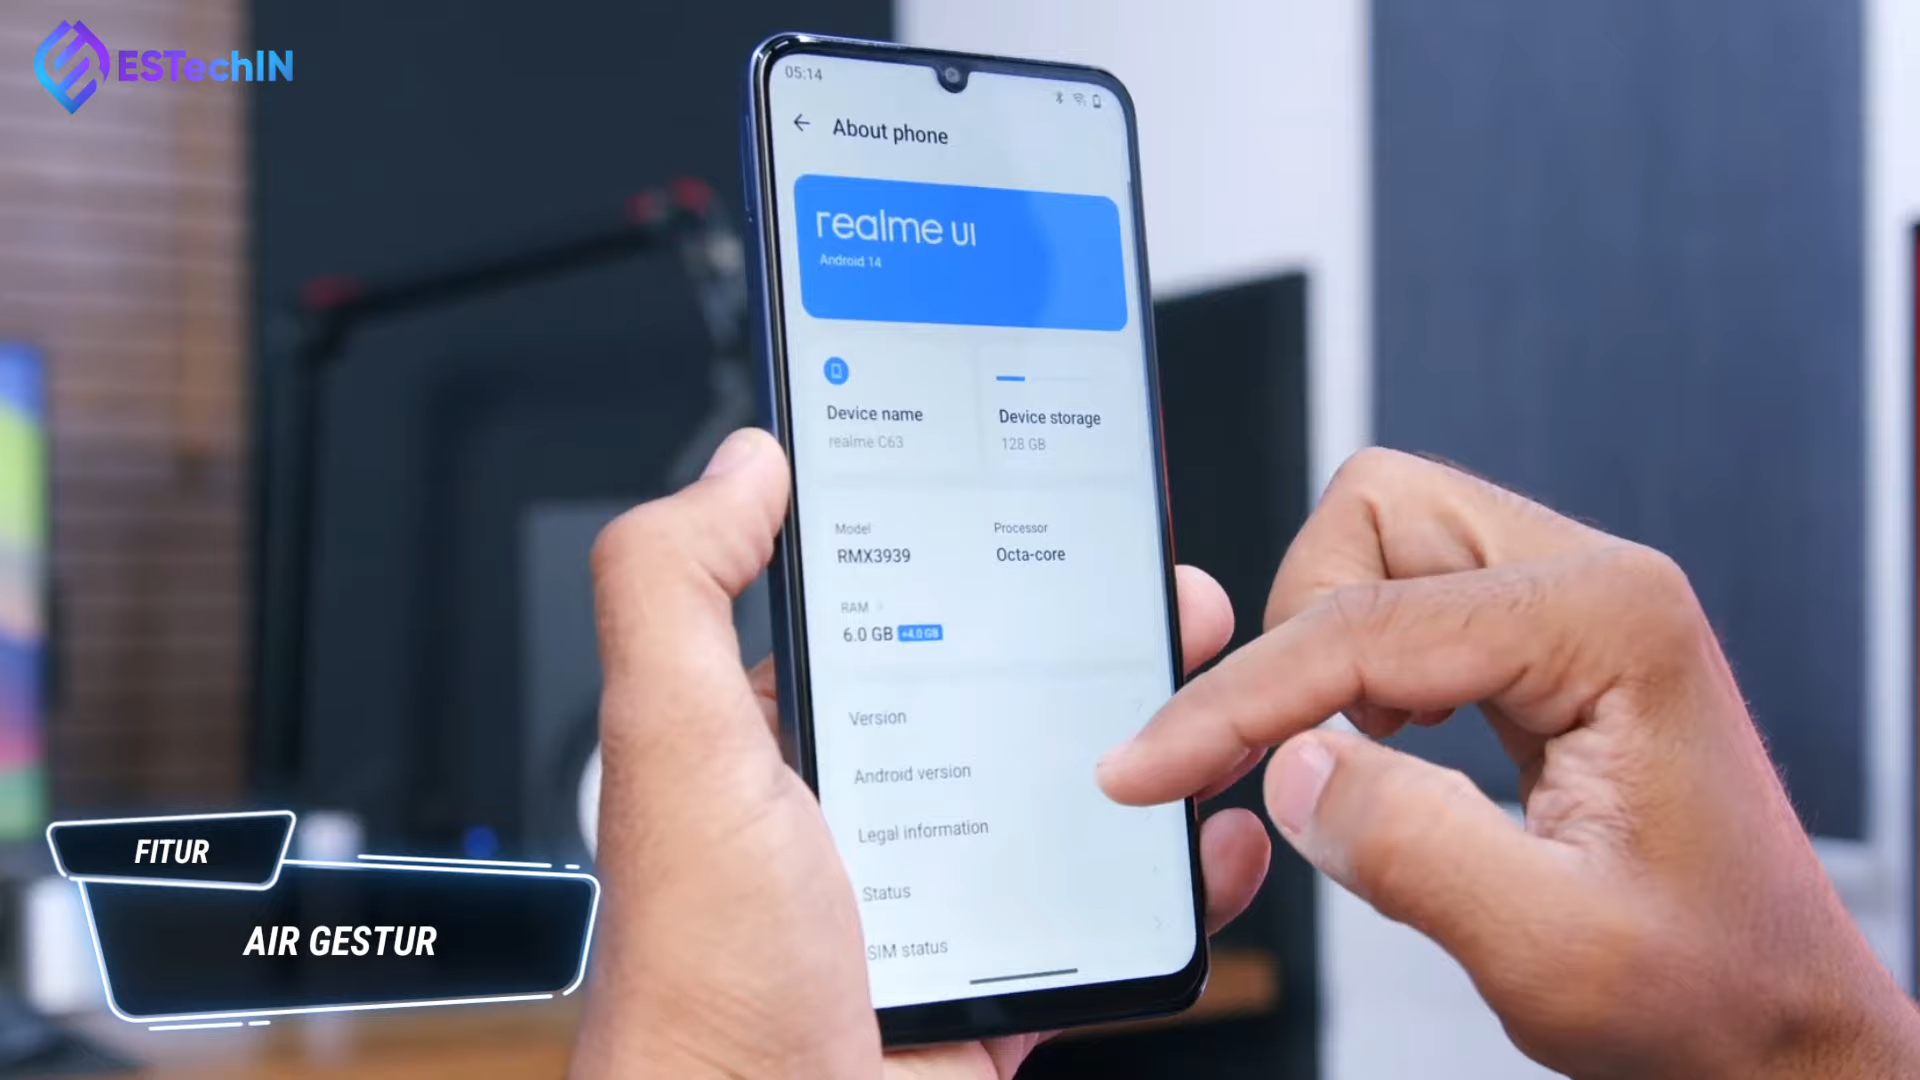 ESTechIN
05:14
About phone
realme UI
Android 14
Device name
realme C63
Device storage
128 GB
Model
RMX3939
Processor
Octa-core
RAM
6.0 GB +4.0 GB
Version
Android version
Legal information
Status
SIM status
FITUR
AIR GESTUR